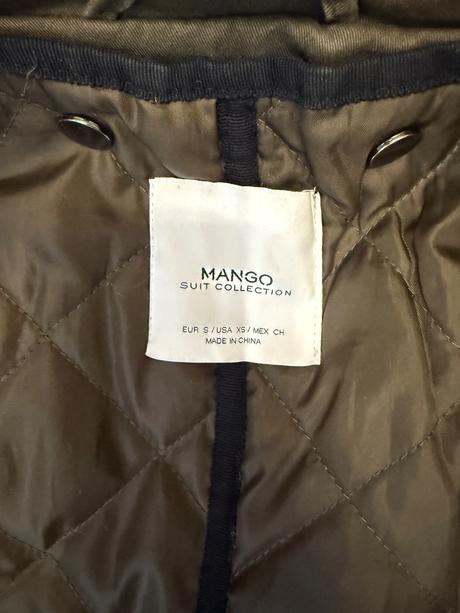 MANGO
SUIT COLLECTION
EUR S / USA XS / MEX CH
MADE IN CHINA